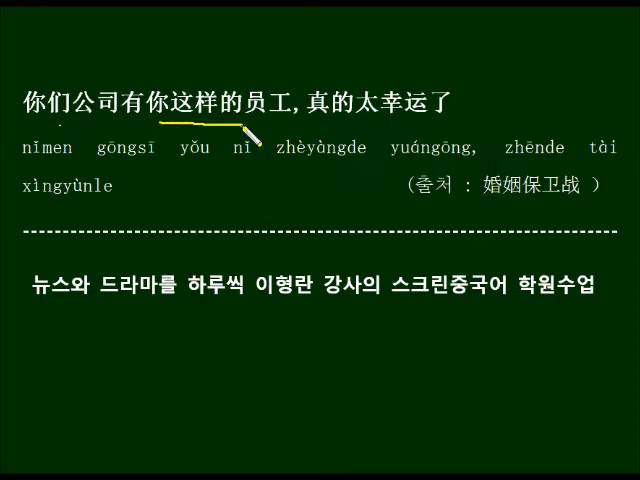 你们公司有你这样的员工,真的太幸运了
nǐmen gōngsī yǒu nǐ zhèyàngde yuángōng, zhēnde tài
xìngyùnle (출처 : 婚姻保卫战 )
뉴스와 드라마를 하루씩 이형란 강사의 스크린중국어 학원수업